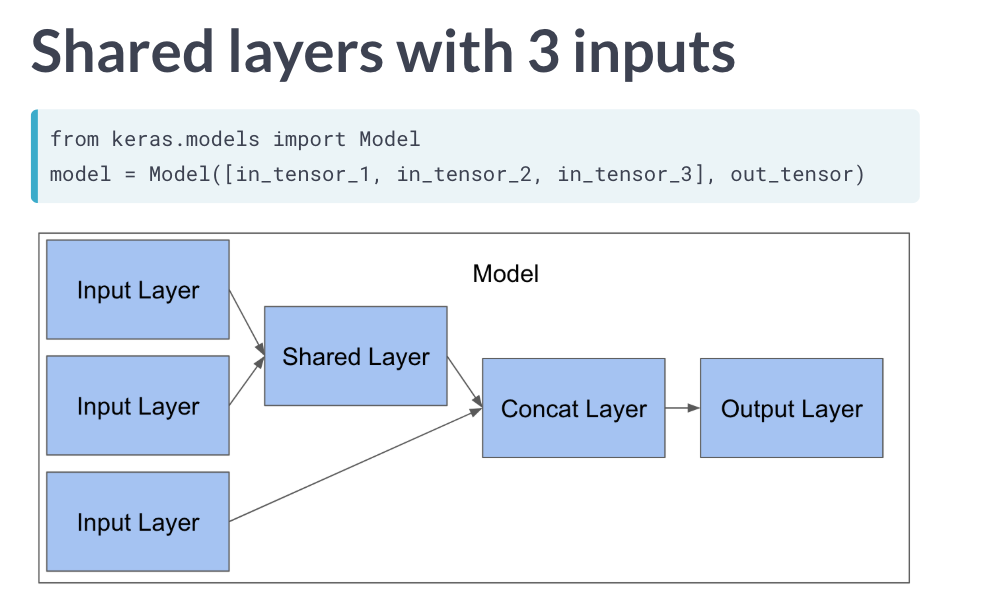 Shared layers with 3 inputs
from keras.models import Model
model = Model([in_tensor_1, in_tensor_2, in_tensor_3], out_tensor)
Model
Input Layer
Shared Layer
Input Layer
Concat Layer
Output Layer
Input Layer